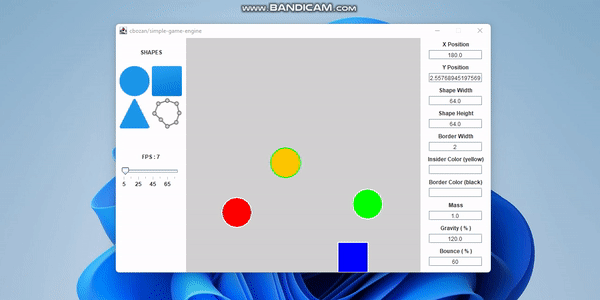 www.BANDICAM.com
cbozan/simple-game-engine
SHAPES
FPS : 7
5 25 45 65
X Position
180.0
Y Position
2.55768945197569
Shape Width
64.0
Shape Height
64.0
Border Width
2
Insider Color (yellow)
Border Color (black)
Mass
1.0
Gravity ( % )
120.0
Bounce ( % )
60